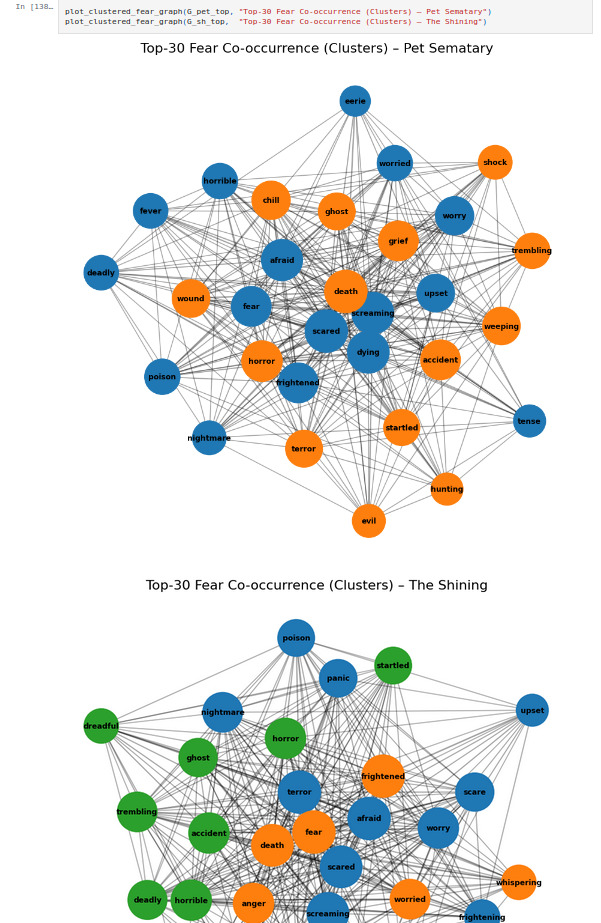 In [138…
plot_clustered_fear_graph(G_pet_top, "Top-30 Fear Co-occurrence (Clusters) – Pet Sematary")
plot_clustered_fear_graph(G_sh_top,  "Top-30 Fear Co-occurrence (Clusters) – The Shining")
Top-30 Fear Co-occurrence (Clusters) – Pet Sematary
eerie
worried
shock
horrible
chill
fever
ghost
worry
grief
trembling
afraid
deadly
death
upset
wound
fear
screaming
weeping
scared
dying
accident
horror
poison
frightened
tense
startled
nightmare
terror
hunting
evil
Top-30 Fear Co-occurrence (Clusters) – The Shining
poison
startled
panic
nightmare
upset
dreadful
horror
ghost
frightened
terror
scare
trembling
afraid
worry
accident
fear
death
scared
whispering
deadly
horrible
anger
worried
screaming
frightening